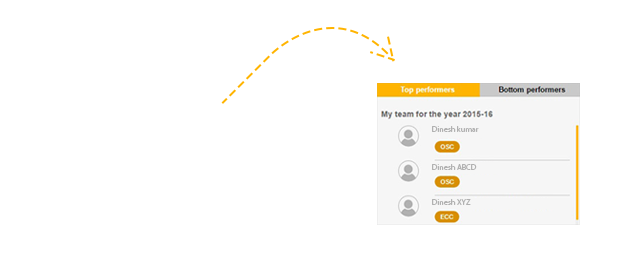 Top performers Bottom performers
My team for the year 2015-16
Dinesh kumar
OSC
Dinesh ABCD
OSC
Dinesh XYZ
ECC